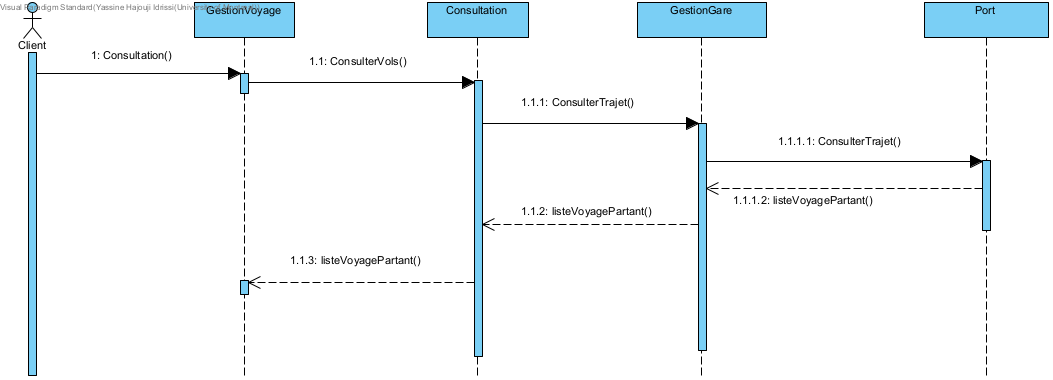 Visual Paradigm Standard(Yassine Hajouji Idrissi(Université
GestionVoyage
Consultation
GestionGare
Port
Client
1: Consultation()
1.1: ConsulterVols()
1.1.1: ConsulterTrajet()
1.1.1.1: ConsulterTrajet()
1.1.1.2: listeVoyagePartant()
1.1.2: listeVoyagePartant()
1.1.3: listeVoyagePartant()